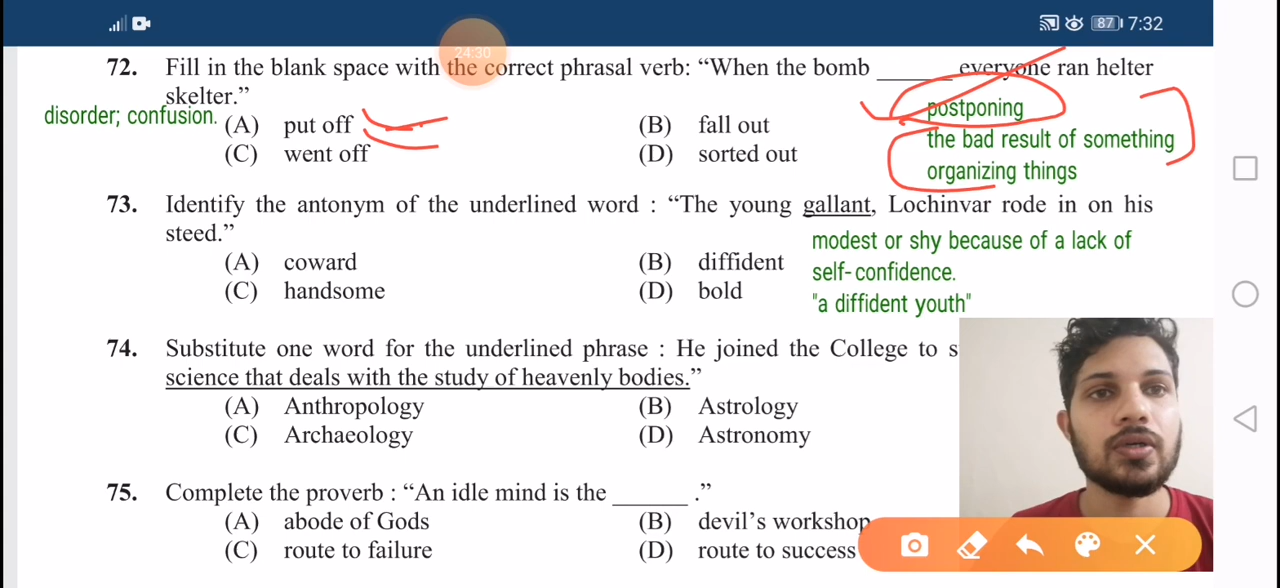 87 7:32
24:30
72. Fill in the blank space with the correct phrasal verb: “When the bomb ______ everyone ran helter
skelter.”
disorder; confusion.
(A) put off (B) fall out
(C) went off (D) sorted out
postponing
the bad result of something
organizing things
73. Identify the antonym of the underlined word : “The young gallant, Lochinvar rode in on his
steed.”
(A) coward (B) diffident
(C) handsome (D) bold
modest or shy because of a lack of
self-confidence.
"a diffident youth"
74. Substitute one word for the underlined phrase : He joined the College to s
science that deals with the study of heavenly bodies.”
(A) Anthropology (B) Astrology
(C) Archaeology (D) Astronomy
75. Complete the proverb : “An idle mind is the ______ .”
(A) abode of Gods (B) devil’s workshop
(C) route to failure (D) route to success